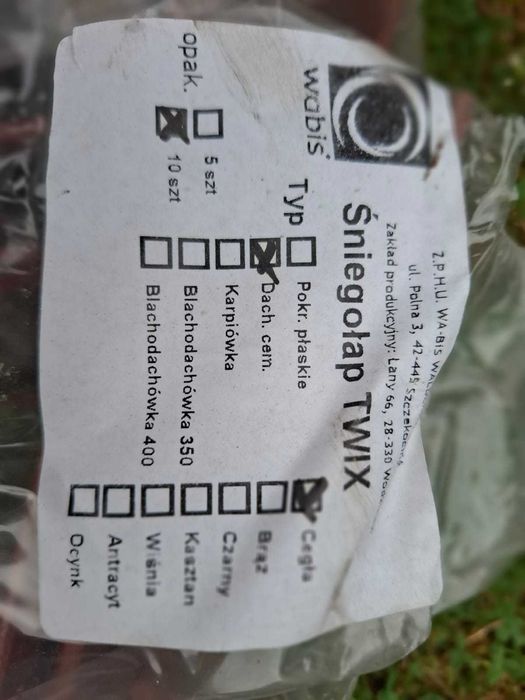 Z.P.H.U. WA-BIS
ul. Polna 3, 42-445
Zakład produkcyjny: Łany 66, 28-330
wabis
Śniegołap TWIX
Typ
Pokr. płaskie
Dach. cem.
Karpiówka
Blachodachówka 350
Blachodachówka 400
opak.
5 szt
10 szt
Cegła
Brąz
Czarny
Kasztan
Wiśnia
Antracyt
Ocynk